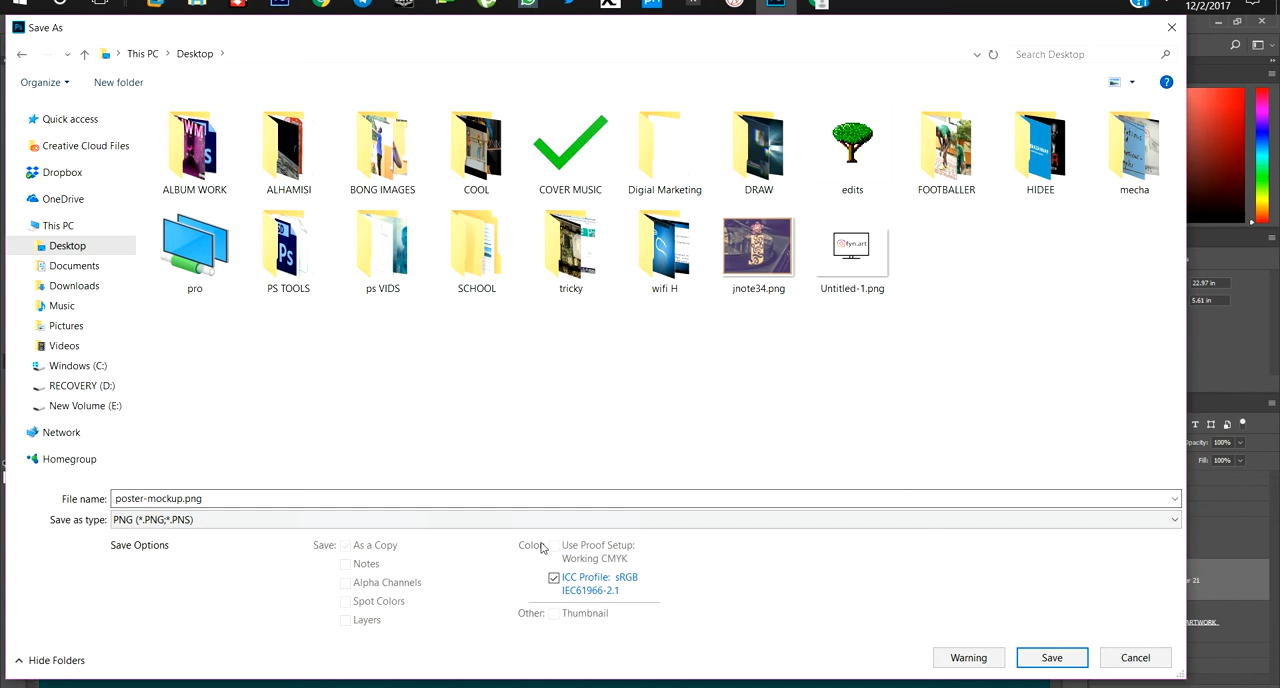 12/2/2017
Save As
This PC
Desktop
Search Desktop
Organize
New folder
Quick access
Creative Cloud Files
Dropbox
OneDrive
This PC
Desktop
Documents
Downloads
Music
Pictures
Videos
Windows (C:)
RECOVERY (D:)
New Volume (E:)
Network
Homegroup
ALBUM WORK
ALHAMISI
BONG IMAGES
COOL
COVER MUSIC
Digial Marketing
DRAW
edits
FOOTBALLER
HIDEE
mecha
pro
PS TOOLS
ps VIDS
SCHOOL
tricky
wifi H
jnote34.png
fyn.art
Untitled-1.png
22.97 in
5.61 in
Opacity: 100%
Fill: 100%
ARTWORK
File name: poster-mockup.png
Save as type: PNG (*.PNG;*.PNS)
Save Options
Save: As a Copy
Notes
Alpha Channels
Spot Colors
Layers
Use Proof Setup:
Working CMYK
ICC Profile: sRGB
IEC61966-2.1
Other: Thumbnail
Hide Folders
Warning
Save
Cancel